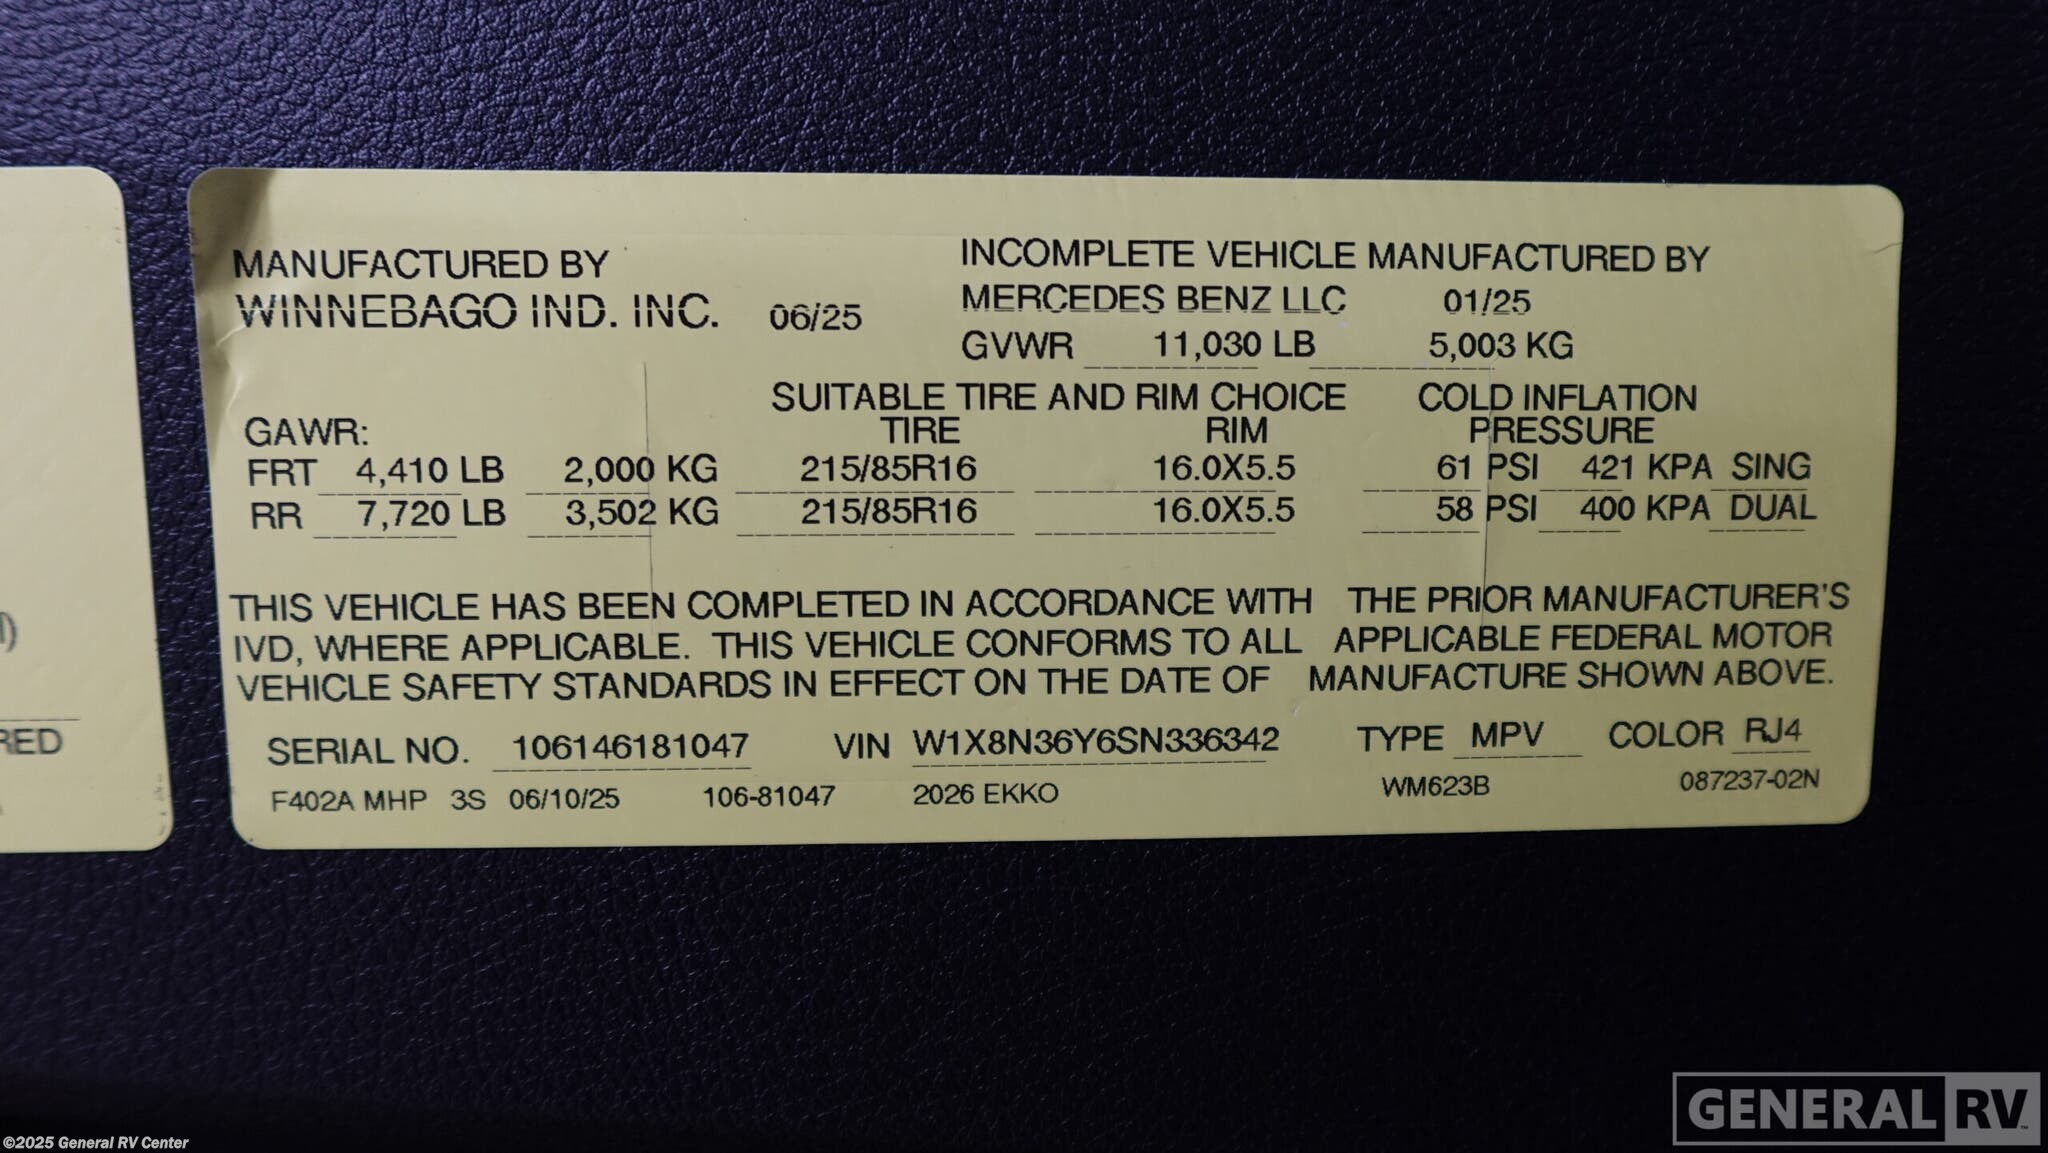 MANUFACTURED BY
WINNEBAGO IND. INC. 06/25
INCOMPLETE VEHICLE MANUFACTURED BY
MERCEDES BENZ LLC 01/25
GVWR 11,030 LB 5,003 KG
SUITABLE TIRE AND RIM CHOICE COLD INFLATION
GAWR: TIRE RIM PRESSURE
FRT 4,410 LB 2,000 KG 215/85R16 16.0X5.5 61 PSI 421 KPA SING
RR 7,720 LB 3,502 KG 215/85R16 16.0X5.5 58 PSI 400 KPA DUAL
THIS VEHICLE HAS BEEN COMPLETED IN ACCORDANCE WITH THE PRIOR MANUFACTURER'S
IVD, WHERE APPLICABLE. THIS VEHICLE CONFORMS TO ALL APPLICABLE FEDERAL MOTOR
VEHICLE SAFETY STANDARDS IN EFFECT ON THE DATE OF MANUFACTURE SHOWN ABOVE.
SERIAL NO. 106146181047 VIN W1X8N36Y6SN336342 TYPE MPV COLOR RJ4
F402A MHP 3S 06/10/25 106-81047 2026 EKKO WM623B 087237-02N
RED
GENERAL RV
©2025 General RV Center